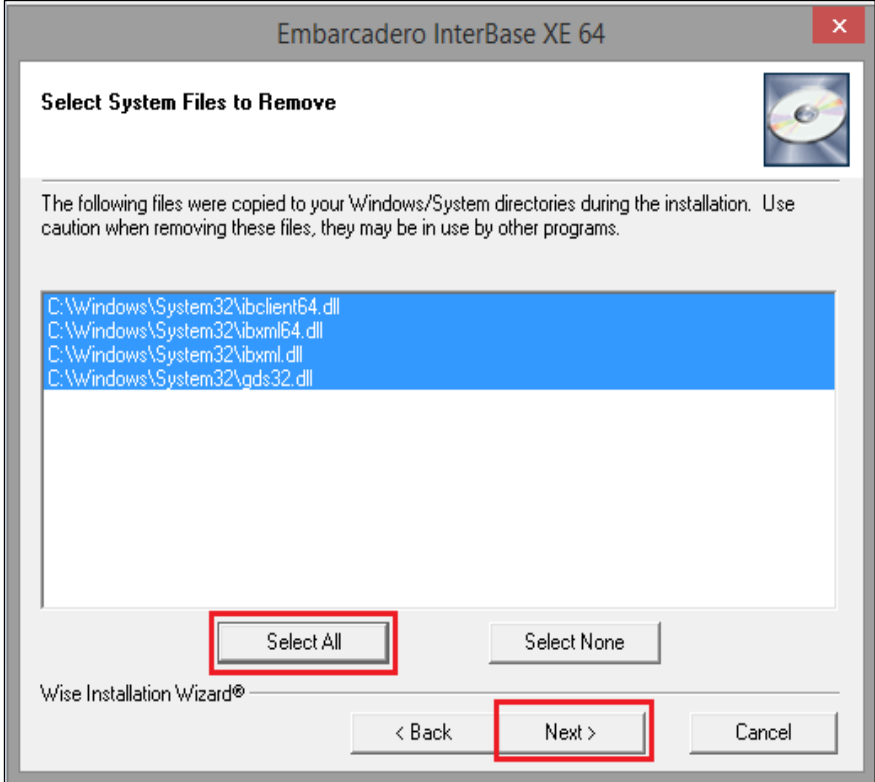 Embarcadero InterBase XE 64
×
Select System Files to Remove
The following files were copied to your Windows/System directories during the installation.  Use
caution when removing these files, they may be in use by other programs.
C:\Windows\System32\ibclient64.dll
C:\Windows\System32\ibxml64.dll
C:\Windows\System32\ibxml.dll
C:\Windows\System32\gds32.dll
Select All
Select None
Wise Installation Wizard®
< Back
Next >
Cancel